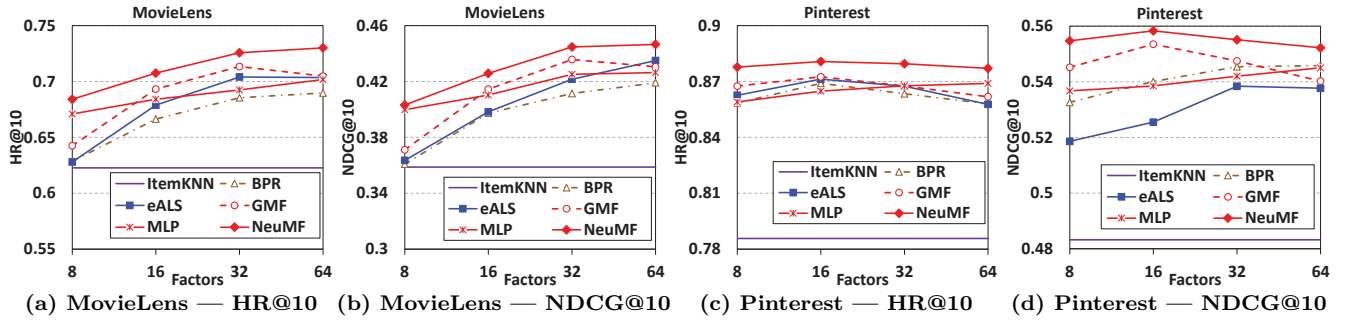 MovieLens
0.75
0.7
0.65
0.6
0.55
HR@10
ItemKNN BPR
eALS GMF
MLP NeuMF
8 16 32 64
Factors
(a) MovieLens — HR@10
MovieLens
0.46
0.42
0.38
0.34
0.3
NDCG@10
ItemKNN BPR
eALS GMF
MLP NeuMF
8 16 32 64
Factors
(b) MovieLens — NDCG@10
Pinterest
0.9
0.87
0.84
0.81
0.78
HR@10
ItemKNN BPR
eALS GMF
MLP NeuMF
8 16 32 64
Factors
(c) Pinterest — HR@10
Pinterest
0.56
0.54
0.52
0.5
0.48
NDCG@10
ItemKNN BPR
eALS GMF
MLP NeuMF
8 16 32 64
Factors
(d) Pinterest — NDCG@10